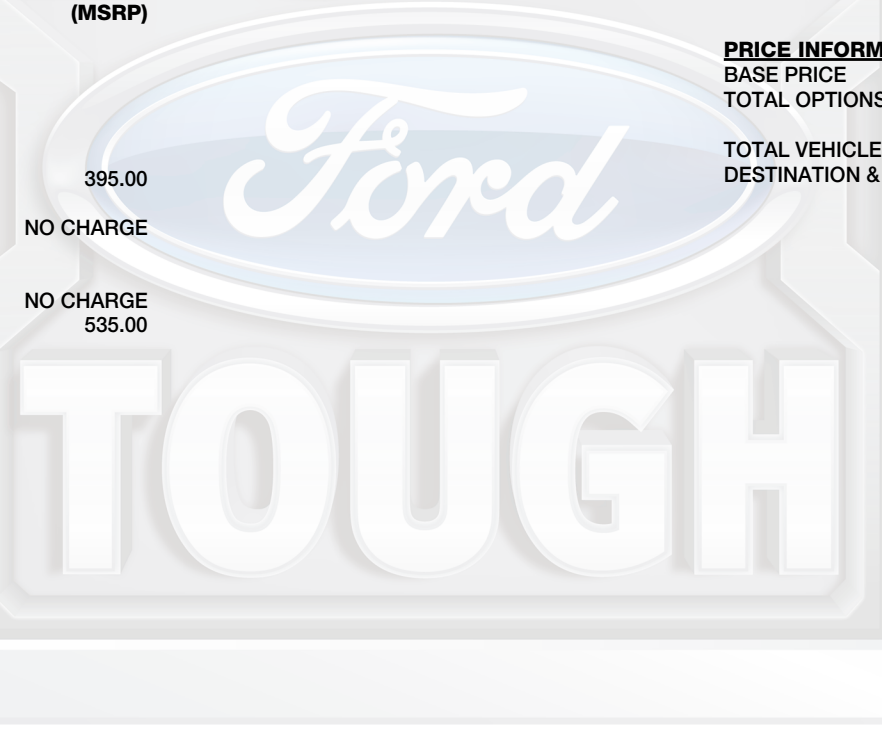 (MSRP)
395.00
NO CHARGE
NO CHARGE
535.00
PRICE INFORM
BASE PRICE
TOTAL OPTIONS
TOTAL VEHICLE
DESTINATION &
Ford
TOUGH